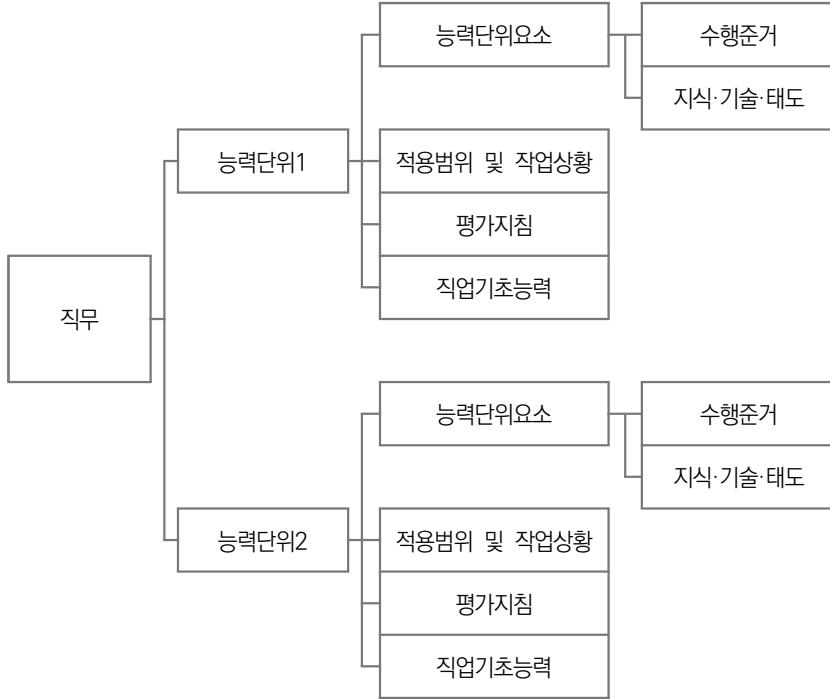 능력단위요소
수행준거
지식·기술·태도
능력단위1
적용범위 및 작업상황
평가지침
직업기초능력
직무
능력단위요소
수행준거
지식·기술·태도
능력단위2
적용범위 및 작업상황
평가지침
직업기초능력